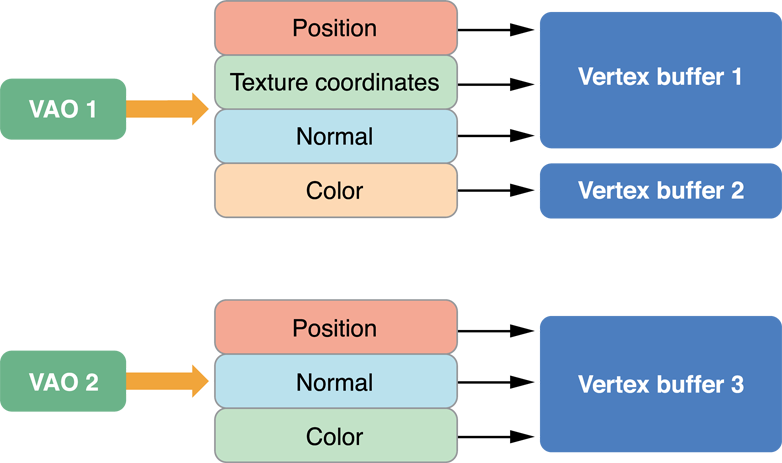 VAO 1
Position
Texture coordinates
Normal
Color
Vertex buffer 1
Vertex buffer 2
VAO 2
Position
Normal
Color
Vertex buffer 3